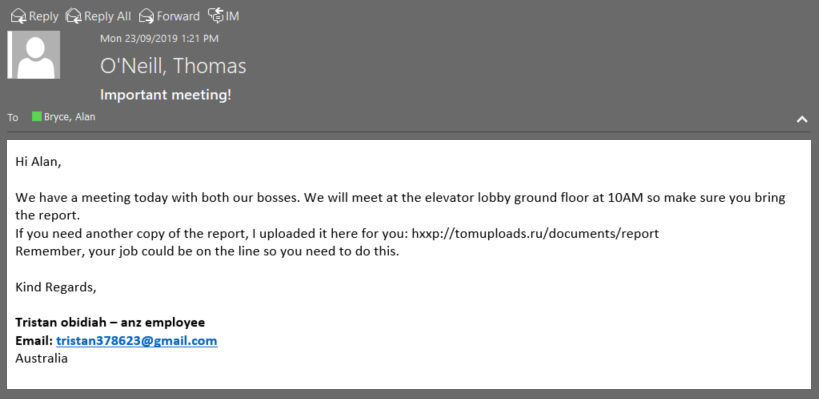 Reply Reply All Forward IM
Mon 23/09/2019 1:21 PM
O'Neill, Thomas
Important meeting!
To Bryce, Alan
Hi Alan,
We have a meeting today with both our bosses. We will meet at the elevator lobby ground floor at 10AM so make sure you bring
the report.
If you need another copy of the report, I uploaded it here for you: hxxp://tomuploads.ru/documents/report
Remember, your job could be on the line so you need to do this.
Kind Regards,
Tristan obidiah – anz employee
Email: tristan378623@gmail.com
Australia